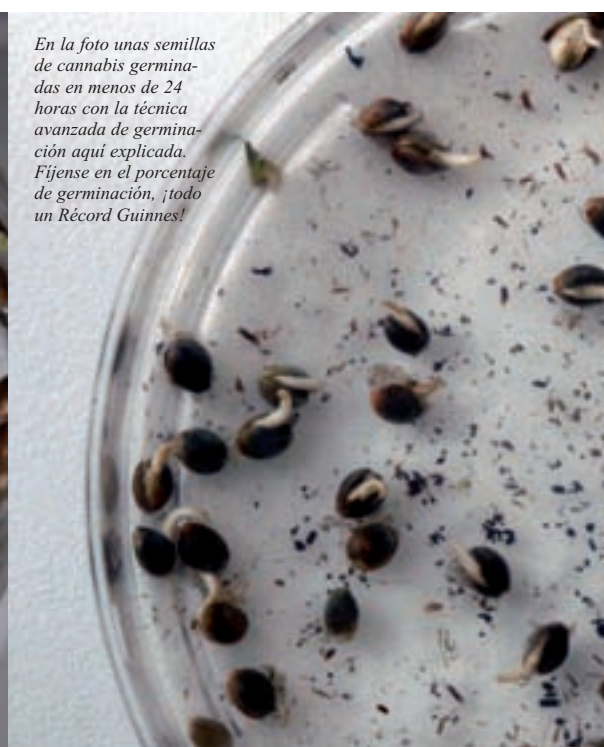 En la foto unas semillas
de cannabis germina-
das en menos de 24
horas con la técnica
avanzada de germina-
ción aquí explicada.
Fíjense en el porcentaje
de germinación, ¡todo
un Récord Guinnes!